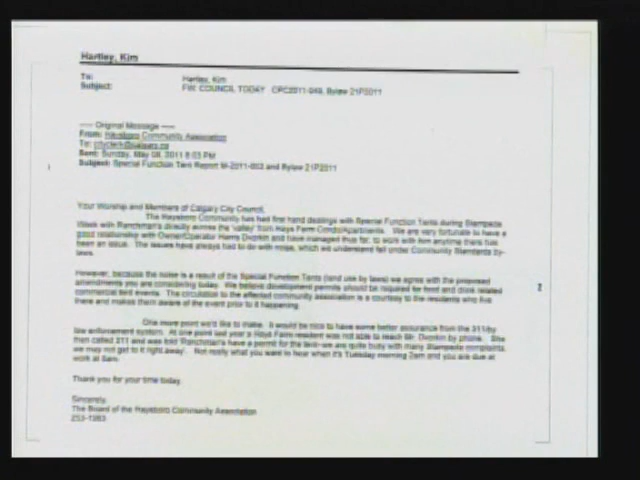 Hartley, Kim
To: Hartley, Kim
Subject: FW: COUNCIL TODAY CPC2011-049, Bylaw 21P2011
---- Original Message ----
From: Haysboro Community Association
To: cityclerk@calgary.ca
Sent: Sunday, May 08, 2011 8:03 PM
Subject: Special Function Tent Report M-2011-003 and Bylaw 21P2011
Your Worship and Members of Calgary City Council,
The Haysboro Community has had first hand dealings with Special Function Tents during Stampede
Week with Ranchman's directly across the 'valley' from Hays Farm Condo/Apartments. We are very fortunate to have a
good relationship with Owner/Operator Harris Dvorkin and have managed thus far, to work with him anytime there has
been an issue. The issues have always had to do with noise, which we understand fall under Community Standards by-
laws.
However, because the noise is a result of the Special Function Tents (land use by laws) we agree with the proposed
amendments you are considering today. We believe development permits should be required for food and drink related
commercial tent events. The circulation to the affected community association is a courtesy to the residents who live
there and makes them aware of the event prior to it happening.
One more point we'd like to make. It would be nice to have some better assurance from the 311/by
law enforcement system. At one point last year a Hays Farm resident was not able to reach Mr. Dvorkin by phone. She
then called 311 and was told 'Ranchman's have a permit for the tent-we are quite busy with many Stampede complaints,
we may not get to it right away'. Not really what you want to hear when it's Tuesday morning 2am and you are due at
work at 8am.
Thank you for your time today.
Sincerely,
The Board of the Haysboro Community Association
253-1563